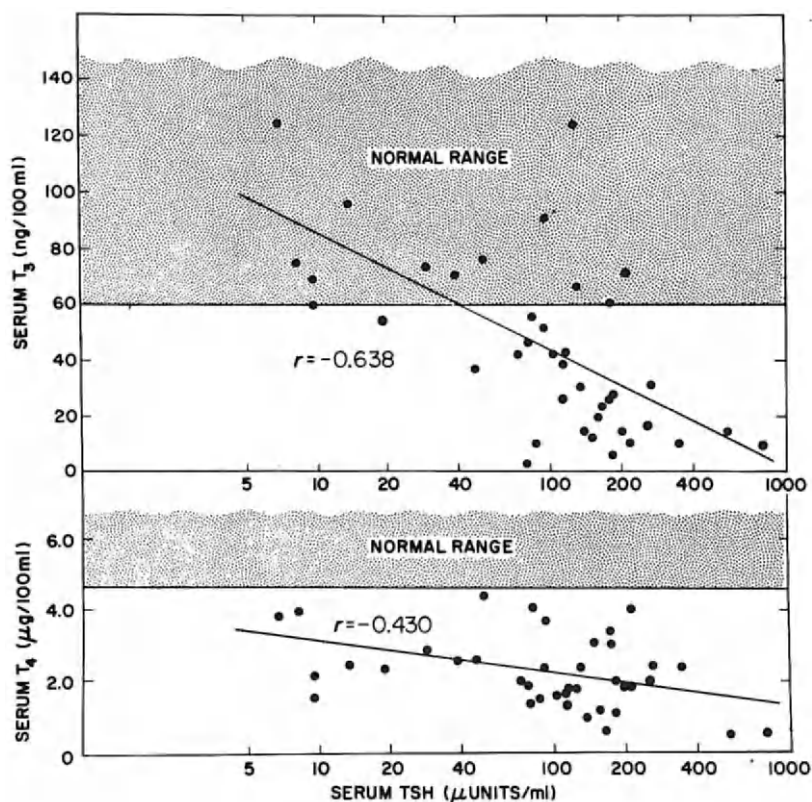 140
120
100
80
60
40
20
0
SERUM T₃ (ng/100ml)
NORMAL RANGE
r=-0.638
5 10 20 40 100 200 400 1000
6.0
4.0
2.0
0
SERUM T₄ (μg/100ml)
NORMAL RANGE
r=-0.430
5 10 20 40 100 200 400 1000
SERUM TSH (μUNITS/ml)